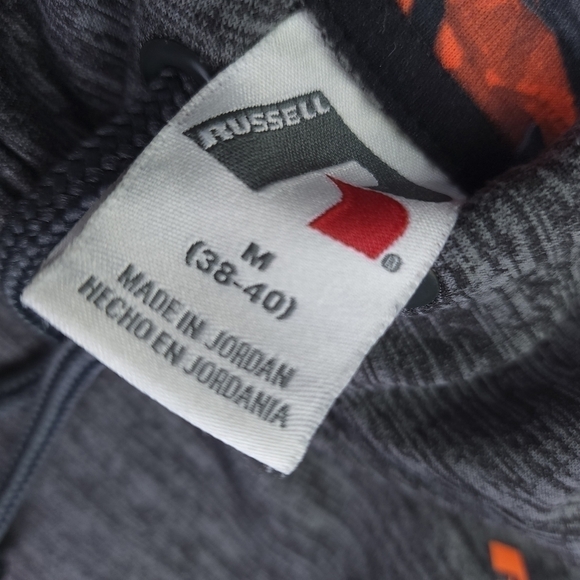 RUSSELL
®
M
(38-40)
MADE IN JORDAN
HECHO EN JORDANIA